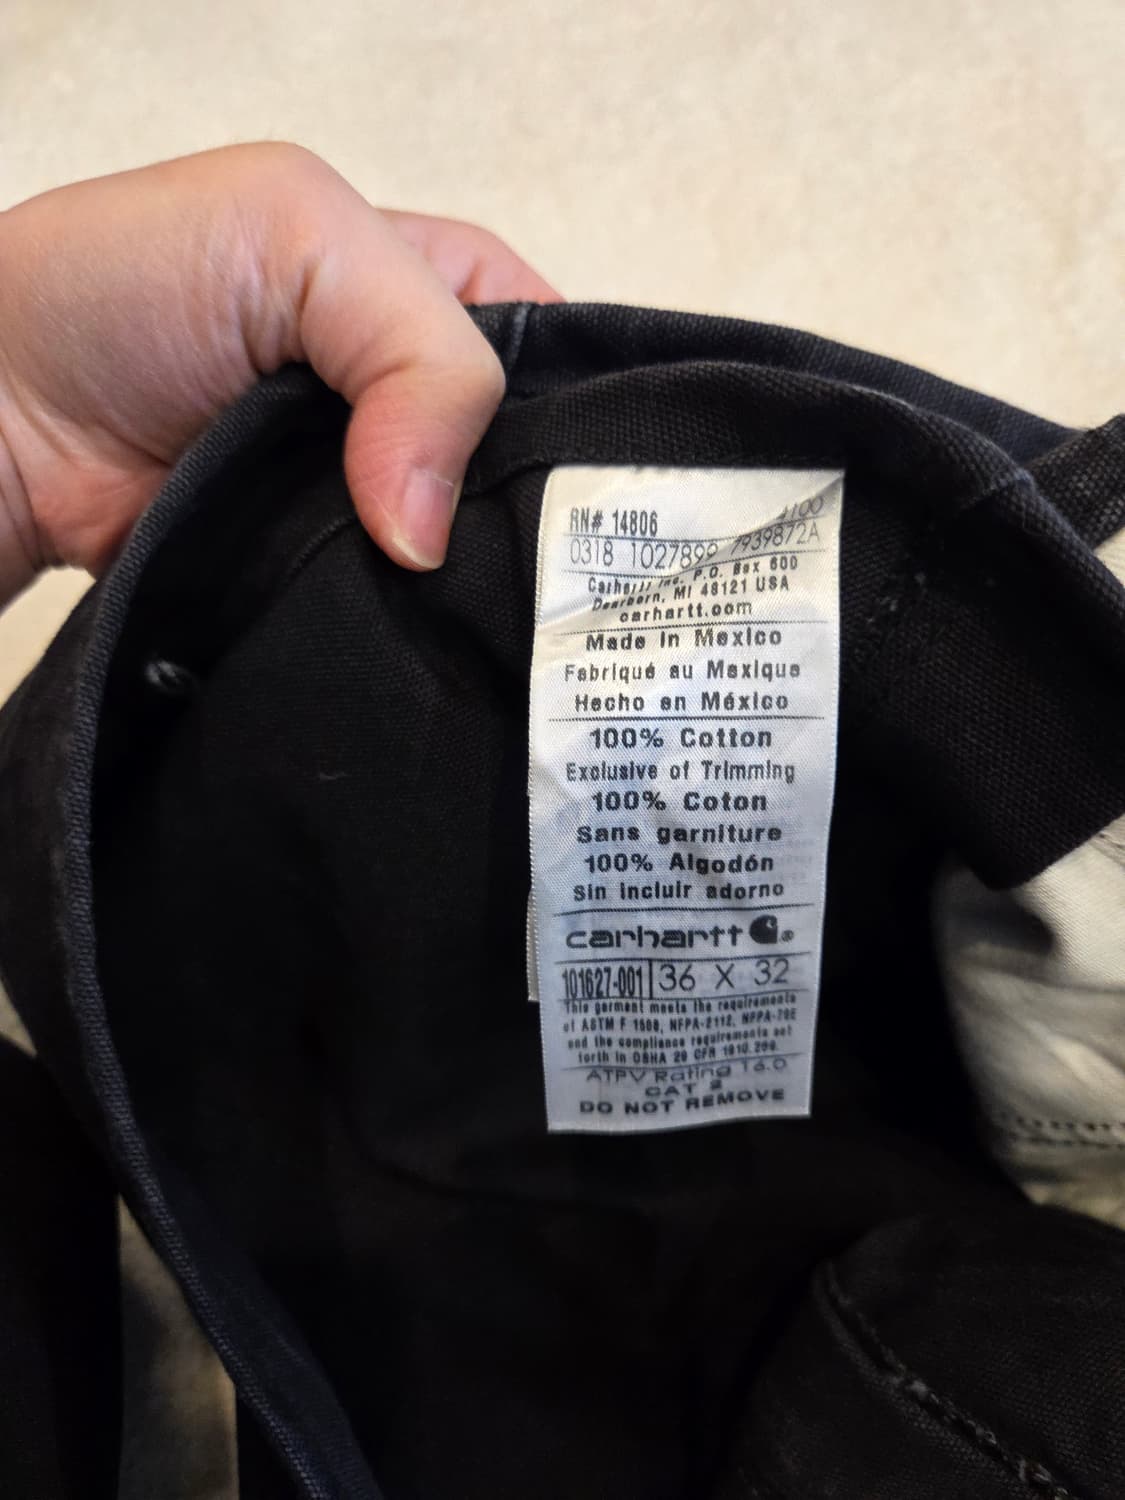 RN# 14806 4100
0318 1027899 7939872A
Carhartt Inc. P.O. Box 600
Dearborn, MI 48121 USA
carhartt.com
Made In Mexico
Fabriqué au Mexique
Hecho en México
100% Cotton
Exclusive of Trimming
100% Coton
Sans garniture
100% Algodón
Sin incluir adorno
carhartt ®
101627-001 36 X 32
This garment meets the requirements
of ASTM F 1506, NFPA-2112, NFPA-70E
and the compliance requirements set
forth in OSHA 29 CFR 1910.269.
ATPV Rating 16.0
CAT 2
DO NOT REMOVE